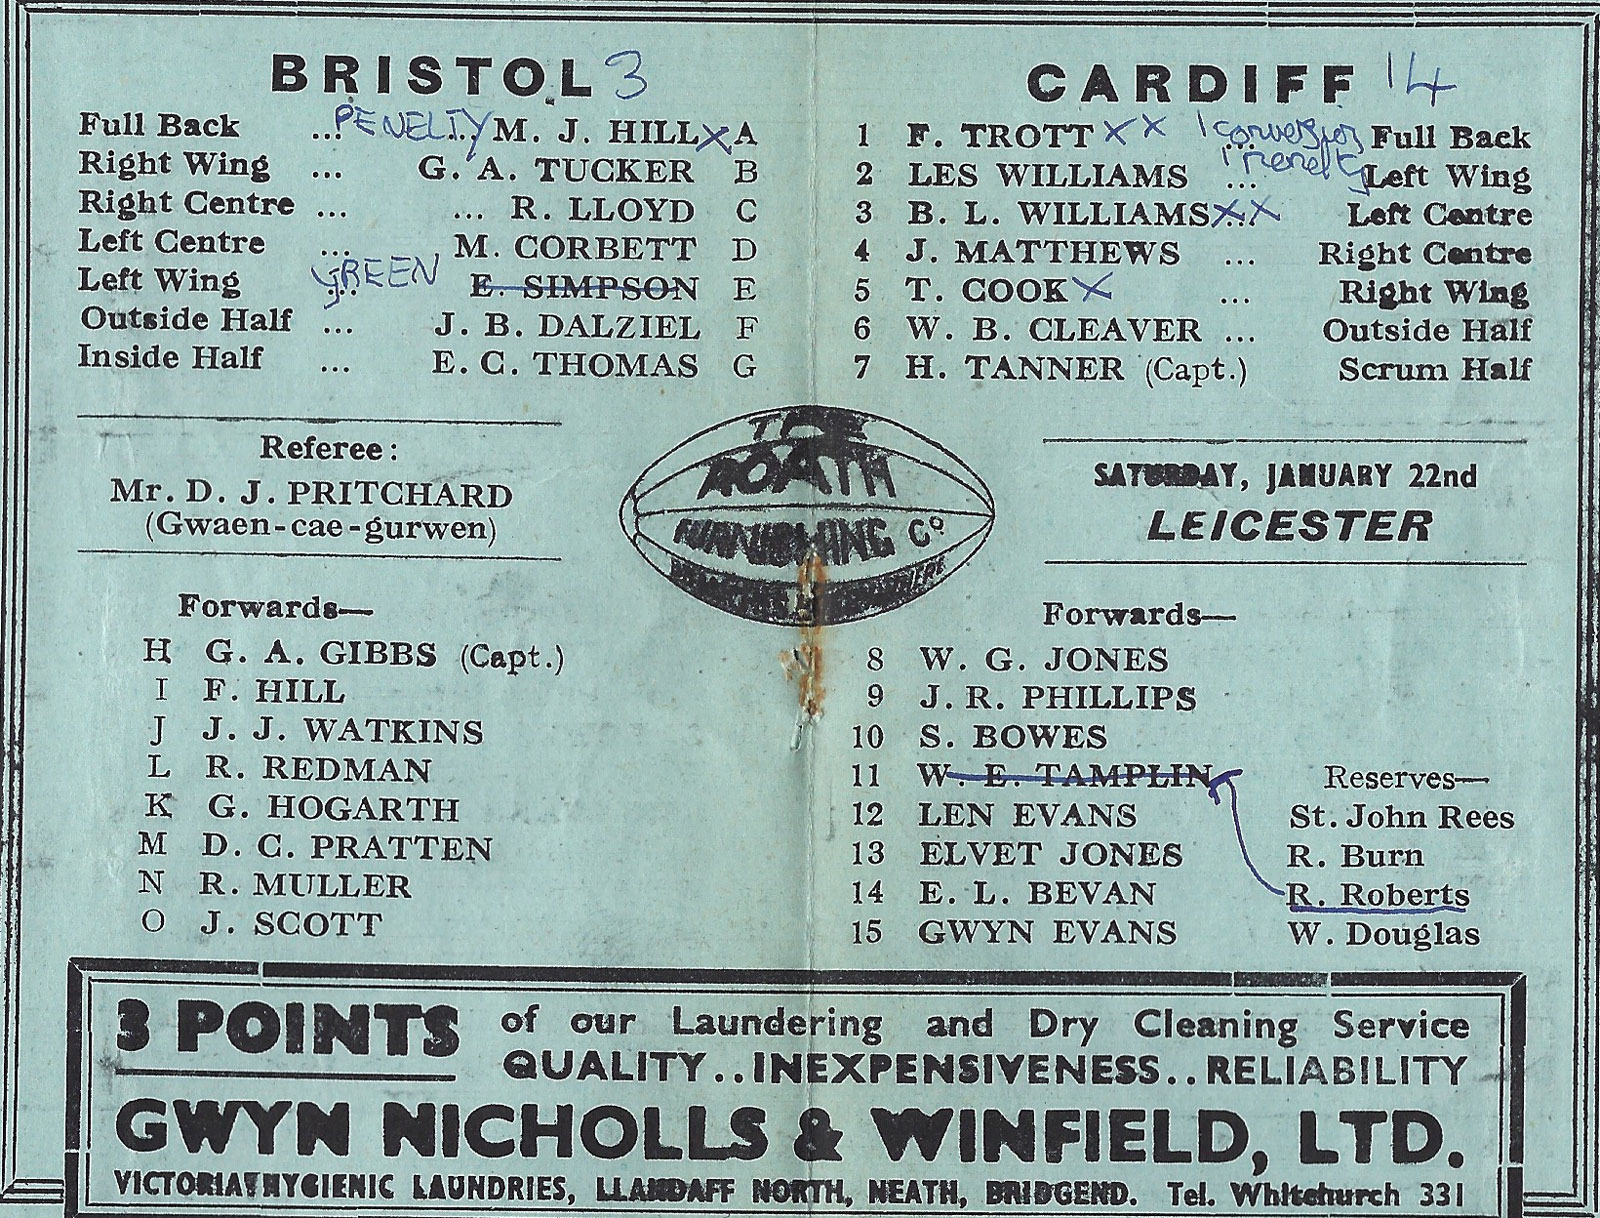 BRISTOL 3
Full Back ... PENELTY M. J. HILL X A
Right Wing ... G. A. TUCKER B
Right Centre ... ... R. LLOYD C
Left Centre ... M. CORBETT D
Left Wing ... GREEN E. SIMPSON E
Outside Half ... J. B. DALZIEL F
Inside Half ... E. C. THOMAS G
CARDIFF 14
1 F. TROTT X X 1 conversion ... Full Back
1 Penelty
2 LES WILLIAMS ... Left Wing
3 B. L. WILLIAMS X X Left Centre
4 J. MATTHEWS ... Right Centre
5 T. COOK X ... Right Wing
6 W. B. CLEAVER ... Outside Half
7 H. TANNER (Capt.) Scrum Half
Referee:
Mr. D. J. PRITCHARD
(Gwaen-cae-gurwen)
THE
ROATH
FURNISHING Cº
SATURDAY, JANUARY 22nd
LEICESTER
Forwards—
H G. A. GIBBS (Capt.)
I F. HILL
J J. J. WATKINS
L R. REDMAN
K G. HOGARTH
M D. C. PRATTEN
N R. MULLER
O J. SCOTT
Forwards—
8 W. G. JONES
9 J. R. PHILLIPS
10 S. BOWES
11 W. E. TAMPLIN
12 LEN EVANS
13 ELVET JONES
14 E. L. BEVAN
15 GWYN EVANS
Reserves—
St. John Rees
R. Burn
R. Roberts
W. Douglas
3 POINTS of our Laundering and Dry Cleaning Service
QUALITY..INEXPENSIVENESS..RELIABILITY
GWYN NICHOLLS & WINFIELD, LTD.
VICTORIA HYGIENIC LAUNDRIES, LLANDAFF NORTH, NEATH, BRIDGEND. Tel. Whitchurch 331